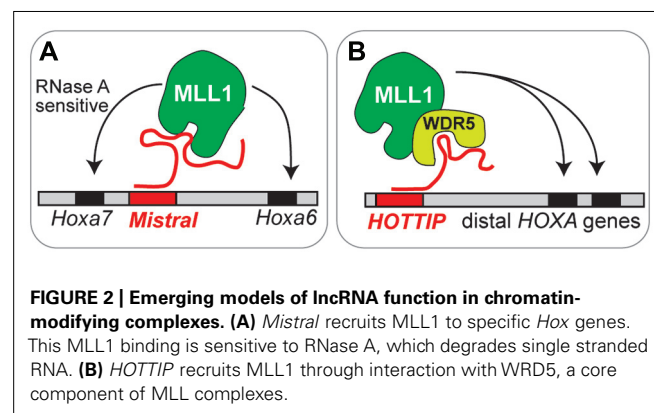 A
RNase A
sensitive
MLL1
Hoxa7
Mistral
Hoxa6
B
MLL1
WDR5
HOTTIP
distal HOXA genes
FIGURE 2 | Emerging models of lncRNA function in chromatin-
modifying complexes. (A) Mistral recruits MLL1 to specific Hox genes.
This MLL1 binding is sensitive to RNase A, which degrades single stranded
RNA. (B) HOTTIP recruits MLL1 through interaction with WRD5, a core
component of MLL complexes.